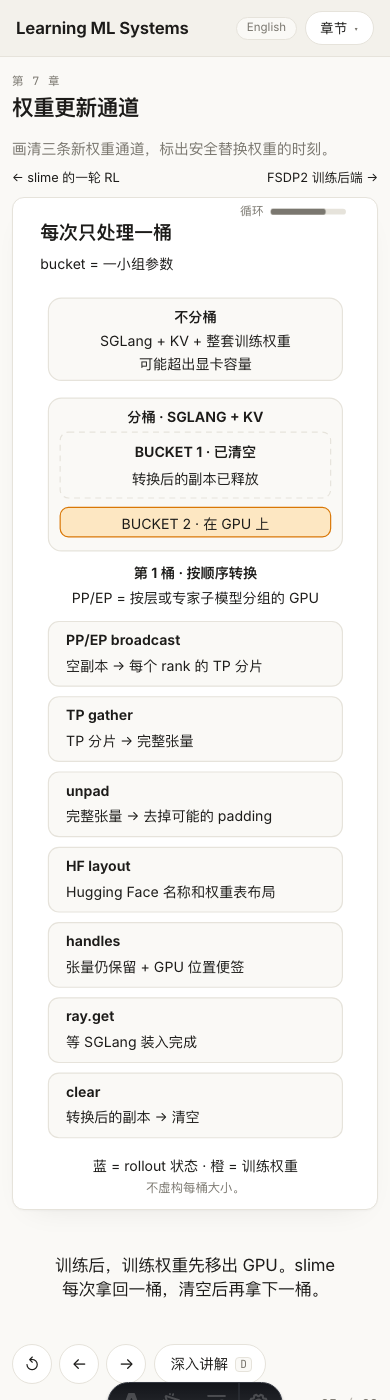 Learning ML Systems
English
章节
第 7 章
权重更新通道
画清三条新权重通道，标出安全替换权重的时刻。
← slime 的一轮 RL
FSDP2 训练后端 →
循环
每次只处理一桶
bucket = 一小组参数
不分桶
SGLang + KV + 整套训练权重
可能超出显卡容量
分桶 · SGLANG + KV
BUCKET 1 · 已清空
转换后的副本已释放
BUCKET 2 · 在 GPU 上
第 1 桶 · 按顺序转换
PP/EP = 按层或专家子模型分组的 GPU
PP/EP broadcast
空副本 → 每个 rank 的 TP 分片
TP gather
TP 分片 → 完整张量
unpad
完整张量 → 去掉可能的 padding
HF layout
Hugging Face 名称和权重表布局
handles
张量仍保留 + GPU 位置便签
ray.get
等 SGLang 装入完成
clear
转换后的副本 → 清空
蓝 = rollout 状态 · 橙 = 训练权重
不虚构每桶大小。
训练后，训练权重先移出 GPU。slime
每次拿回一桶，清空后再拿下一桶。
深入讲解 D